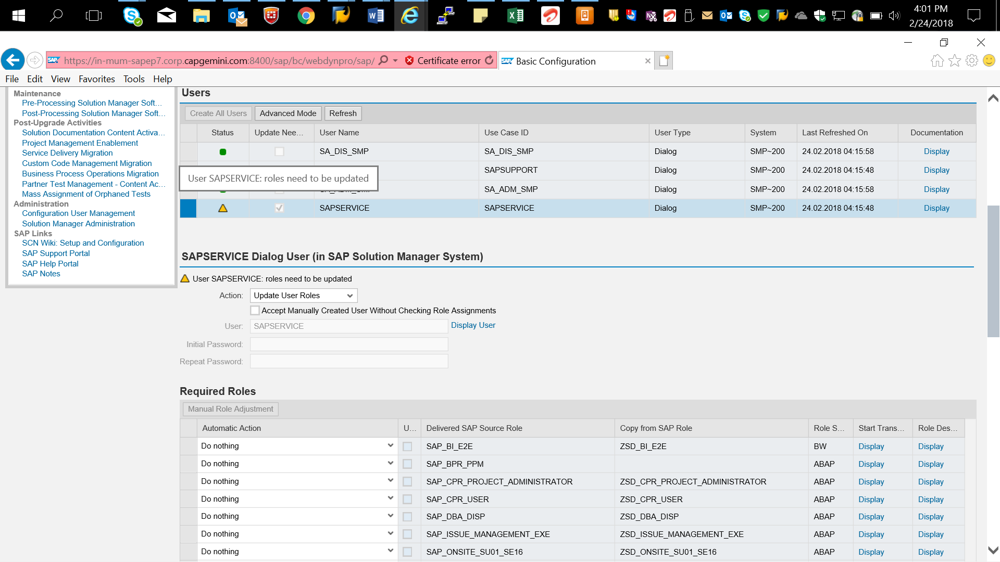 4:01 PM
2/24/2018
https://in-mum-sapep7.corp.capgemini.com:8400/sap/bc/webdynpro/sap/ Certificate error Basic Configuration
File Edit View Favorites Tools Help
Maintenance
Pre-Processing Solution Manager Soft...
Post-Processing Solution Manager Soft...
Post-Upgrade Activities
Solution Documentation Content Activa...
Project Management Enablement
Service Delivery Migration
Custom Code Management Migration
Business Process Operations Migration
Partner Test Management - Content Ac...
Mass Assignment of Orphaned Tests
Administration
Configuration User Management
Solution Manager Administration
SAP Links
SCN Wiki: Setup and Configuration
SAP Support Portal
SAP Help Portal
SAP Notes
Users
Create All Users Advanced Mode Refresh
Status Update Nee... User Name Use Case ID User Type System Last Refreshed On Documentation
SA_DIS_SMP SA_DIS_SMP Dialog SMP~200 24.02.2018 04:15:58 Display
SAPSUPPORT Dialog SMP~200 24.02.2018 04:15:48 Display
User SAPSERVICE: roles need to be updated
SA_ADM_SMP Dialog SMP~200 24.02.2018 04:15:58 Display
SAPSERVICE SAPSERVICE Dialog SMP~200 24.02.2018 04:15:48 Display
SAPSERVICE Dialog User (in SAP Solution Manager System)
User SAPSERVICE: roles need to be updated
Action: Update User Roles
Accept Manually Created User Without Checking Role Assignments
User: SAPSERVICE Display User
Initial Password:
Repeat Password:
Required Roles
Manual Role Adjustment
Automatic Action U... Delivered SAP Source Role Copy from SAP Role Role S... Start Trans... Role Des...
Do nothing SAP_BI_E2E ZSD_BI_E2E BW Display Display
Do nothing SAP_BPR_PPM ABAP Display Display
Do nothing SAP_CPR_PROJECT_ADMINISTRATOR ZSD_CPR_PROJECT_ADMINISTRATOR ABAP Display Display
Do nothing SAP_CPR_USER ZSD_CPR_USER ABAP Display Display
Do nothing SAP_DBA_DISP ZSD_DBA_DISP ABAP Display Display
Do nothing SAP_ISSUE_MANAGEMENT_EXE ZSD_ISSUE_MANAGEMENT_EXE ABAP Display Display
Do nothing SAP_ONSITE_SU01_SE16 ZSD_ONSITE_SU01_SE16 ABAP Display Display